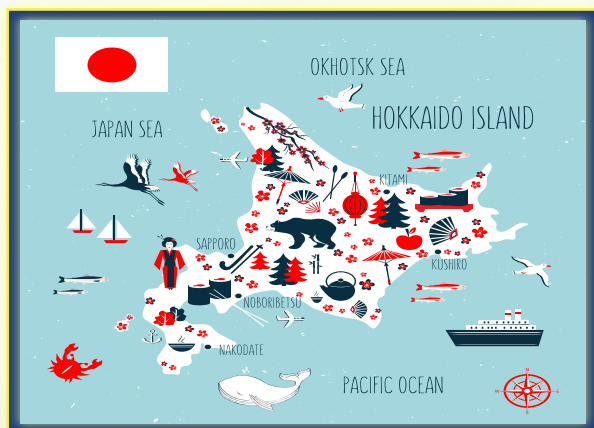 OKHOTSK SEA
HOKKAIDO ISLAND
JAPAN SEA
KITAMI
SAPPORO
KUSHIRO
NOBORIBETSU
NAKODATE
PACIFIC OCEAN
N
S